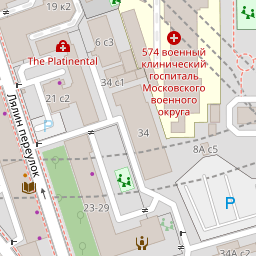 19 к2
6 с3
The Platinental
574 военный
клинический
госпиталь
Московского
военного
округа
34 с1
21 с2
Лялин переулок
P
34
8А с5
P
23-29
34А с2